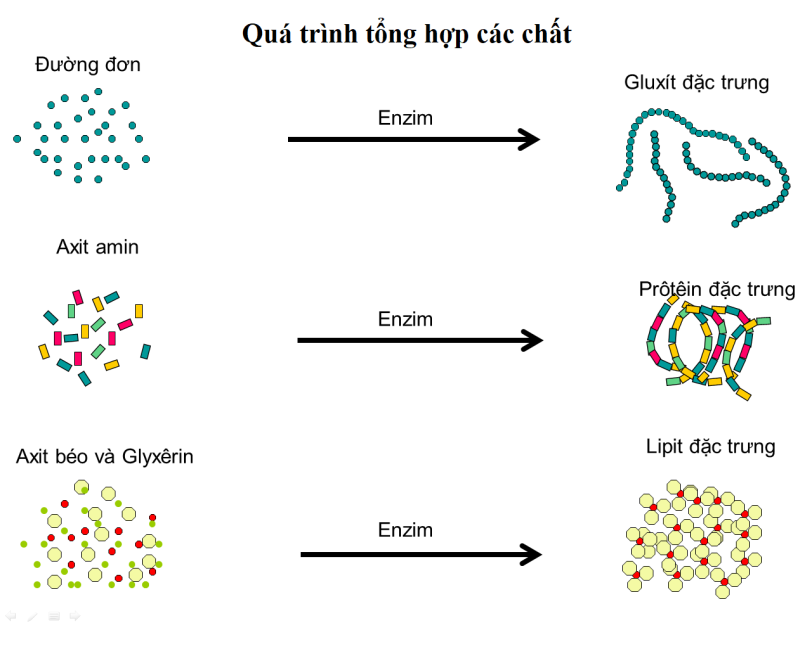 Quá trình tổng hợp các chất
Đường đơn
Enzim
Gluxít đặc trưng
Axit amin
Enzim
Prôtêin đặc trưng
Axit béo và Glyxêrin
Enzim
Lipit đặc trưng